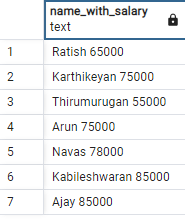 name_with_salary
text
1 Ratish 65000
2 Karthikeyan 75000
3 Thirumurugan 55000
4 Arun 75000
5 Navas 78000
6 Kabileshwaran 85000
7 Ajay 85000